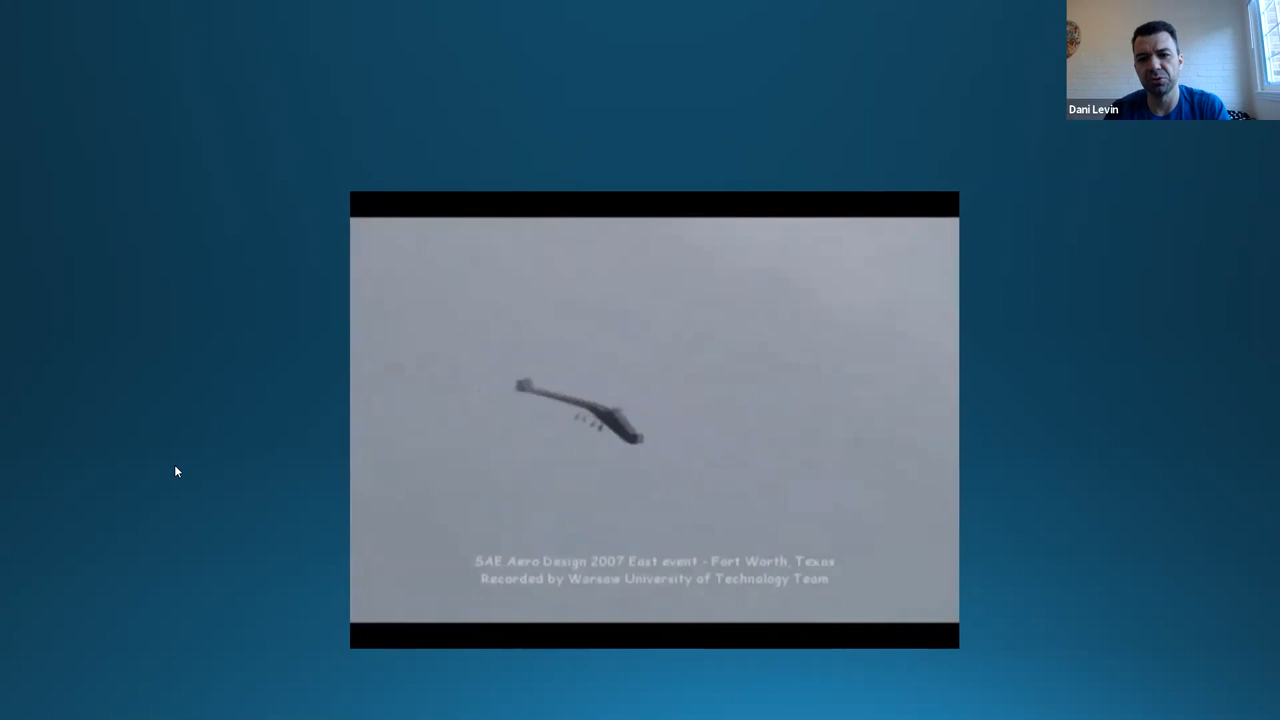 Dani Levin
SAE Aero Design 2007 East event - Fort Worth, Texas
Recorded by Warsaw University of Technology Team